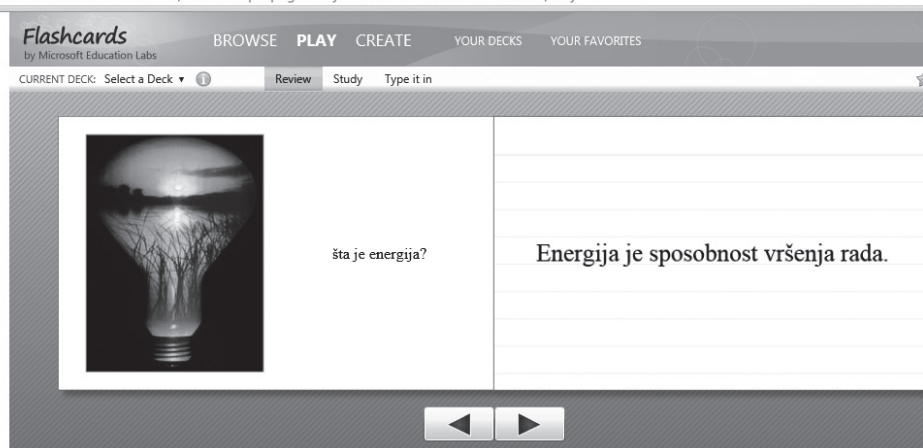 Flashcards
by Microsoft Education Labs
BROWSE PLAY CREATE YOUR DECKS YOUR FAVORITES
CURRENT DECK: Select a Deck ▾ Review Study Type it in
šta je energija?
Energija je sposobnost vršenja rada.